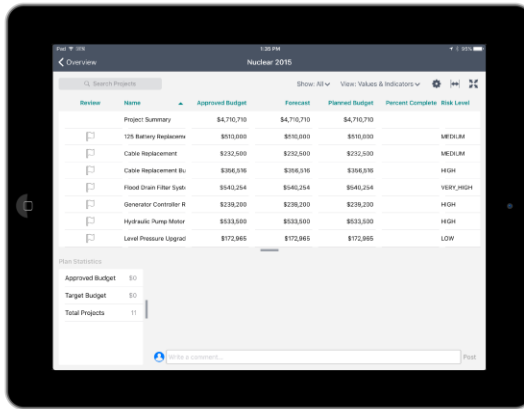 iPad 1:26 PM 99%
Overview Nuclear 2015
Search Projects Show: All View: Values & Indicators
Review Name Approved Budget Forecast Planned Budget Percent Complete Risk Level
Project Summary $4,710,710 $4,710,710 $4,710,710
125 Battery Replaceme $510,000 $510,000 $510,000 MEDIUM
Cable Replacement $232,500 $232,500 $232,500 MEDIUM
Cable Replacement Bu $356,516 $356,516 $356,516 HIGH
Flood Drain Filter Syst $540,254 $540,254 $540,254 VERY_HIGH
Generator Controller R $239,200 $239,200 $239,200 HIGH
Hydraulic Pump Motor $533,500 $533,500 $533,500 HIGH
Level Pressure Upgrad $172,965 $172,965 $172,965 LOW
Plan Statistics
Approved Budget $0
Target Budget $0
Total Projects 11
Write a comment... Post